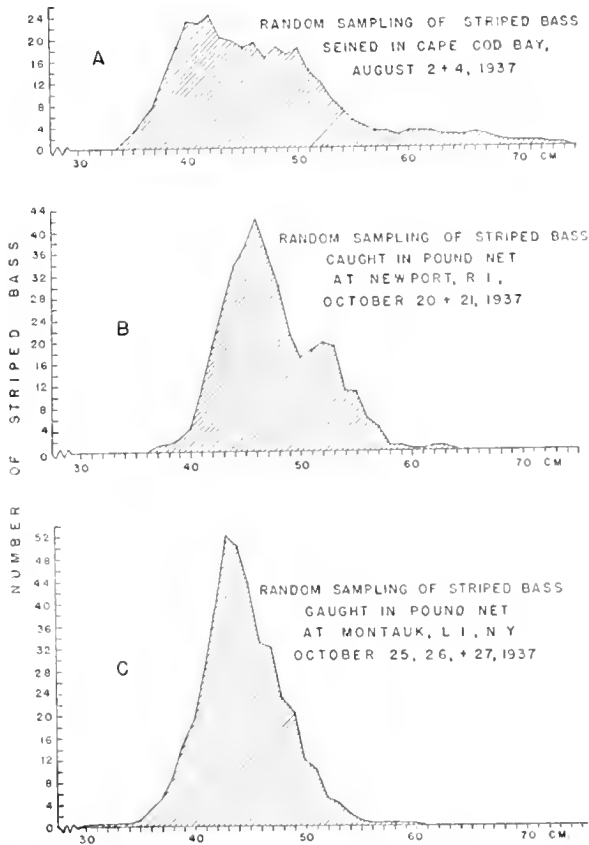 NUMBER OF STRIPED BASS
A
RANDOM SAMPLING OF STRIPED BASS
SEINED IN CAPE COD BAY,
AUGUST 2 + 4, 1937
24
20
16
12
8
4
0
30 40 50 60 70 CM
B
RANDOM SAMPLING OF STRIPED BASS
CAUGHT IN POUND NET
AT NEWPORT, R I,
OCTOBER 20 + 21, 1937
44
40
36
32
28
24
20
16
12
8
4
0
30 40 50 60 70 CM
C
RANDOM SAMPLING OF STRIPED BASS
CAUGHT IN POUND NET
AT MONTAUK, L I, N Y
OCTOBER 25, 26, + 27, 1937
52
48
44
40
36
32
28
24
20
16
12
8
4
0
30 40 50 60 70 CM